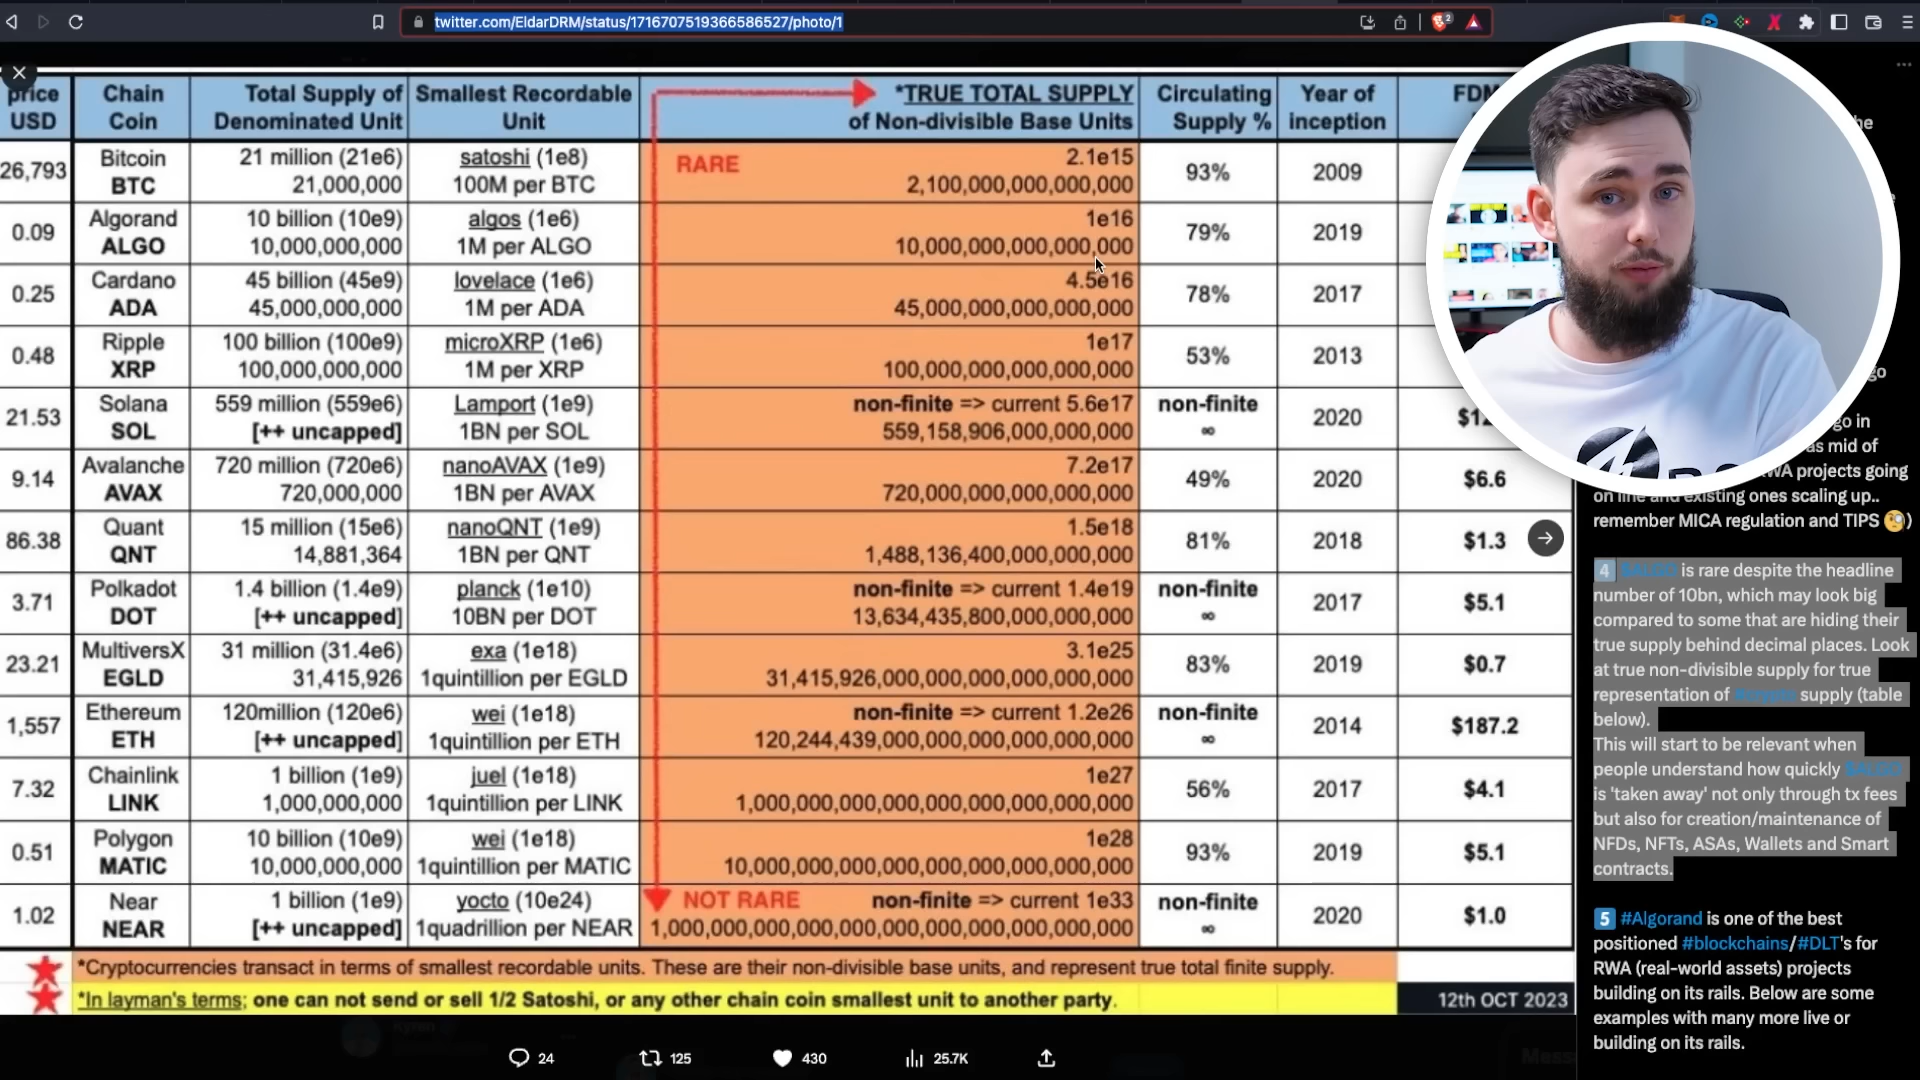 twitter.com/EldarDRM/status/1716707519366586527/photo/1
2
price USD
Chain Coin
Total Supply of Denominated Unit
Smallest Recordable Unit
*TRUE TOTAL SUPPLY of Non-divisible Base Units
Circulating Supply %
Year of inception
26,793
Bitcoin BTC
21 million (21e6)
21,000,000
satoshi (1e8)
100M per BTC
RARE
2.1e15
2,100,000,000,000,000
93%
2009
0.09
Algorand ALGO
10 billion (10e9)
10,000,000,000
algos (1e6)
1M per ALGO
1e16
10,000,000,000,000,000
79%
2019
0.25
Cardano ADA
45 billion (45e9)
45,000,000,000
lovelace (1e6)
1M per ADA
4.5e16
45,000,000,000,000,000
78%
2017
0.48
Ripple XRP
100 billion (100e9)
100,000,000,000
microXRP (1e6)
1M per XRP
1e17
100,000,000,000,000,000
53%
2013
21.53
Solana SOL
559 million (559e6)
[++ uncapped]
Lamport (1e9)
1BN per SOL
non-finite => current 5.6e17
559,158,906,000,000,000
non-finite
∞
2020
9.14
Avalanche AVAX
720 million (720e6)
720,000,000
nanoAVAX (1e9)
1BN per AVAX
7.2e17
720,000,000,000,000,000
49%
2020
$6.6
86.38
Quant QNT
15 million (15e6)
14,881,364
nanoQNT (1e9)
1BN per QNT
1.5e18
1,488,136,400,000,000,000
81%
2018
$1.3
3.71
Polkadot DOT
1.4 billion (1.4e9)
[++ uncapped]
planck (1e10)
10BN per DOT
non-finite => current 1.4e19
13,634,435,800,000,000,000
non-finite
∞
2017
$5.1
23.21
MultiversX EGLD
31 million (31.4e6)
31,415,926
exa (1e18)
1quintillion per EGLD
3.1e25
31,415,926,000,000,000,000,000,000
83%
2019
$0.7
1,557
Ethereum ETH
120million (120e6)
[++ uncapped]
wei (1e18)
1quintillion per ETH
non-finite => current 1.2e26
120,244,439,000,000,000,000,000,000
non-finite
∞
2014
$187.2
7.32
Chainlink LINK
1 billion (1e9)
1,000,000,000
juel (1e18)
1quintillion per LINK
1e27
1,000,000,000,000,000,000,000,000,000
56%
2017
$4.1
0.51
Polygon MATIC
10 billion (10e9)
10,000,000,000
wei (1e18)
1quintillion per MATIC
1e28
10,000,000,000,000,000,000,000,000,000
93%
2019
$5.1
1.02
Near NEAR
1 billion (1e9)
[++ uncapped]
yocto (10e24)
1quadrillion per NEAR
NOT RARE
non-finite => current 1e33
1,000,000,000,000,000,000,000,000,000,000,000
non-finite
∞
2020
$1.0
*Cryptocurrencies transact in terms of smallest recordable units. These are their non-divisible base units, and represent true total finite supply.
*In layman's terms; one can not send or sell 1/2 Satoshi, or any other chain coin smallest unit to another party.
12th OCT 2023
24
125
430
25.7K
go in
as mid of
projects going
on line and existing ones scaling up..
remember MICA regulation and TIPS 🧐)
4 $ALGO is rare despite the headline
number of 10bn, which may look big
compared to some that are hiding their
true supply behind decimal places. Look
at true non-divisible supply for true
representation of #crypto supply (table
below).
This will start to be relevant when
people understand how quickly $ALGO
is 'taken away' not only through tx fees
but also for creation/maintenance of
NFDs, NFTs, ASAs, Wallets and Smart
contracts.
5 #Algorand is one of the best
positioned #blockchains/#DLT's for
RWA (real-world assets) projects
building on its rails. Below are some
examples with many more live or
building on its rails.